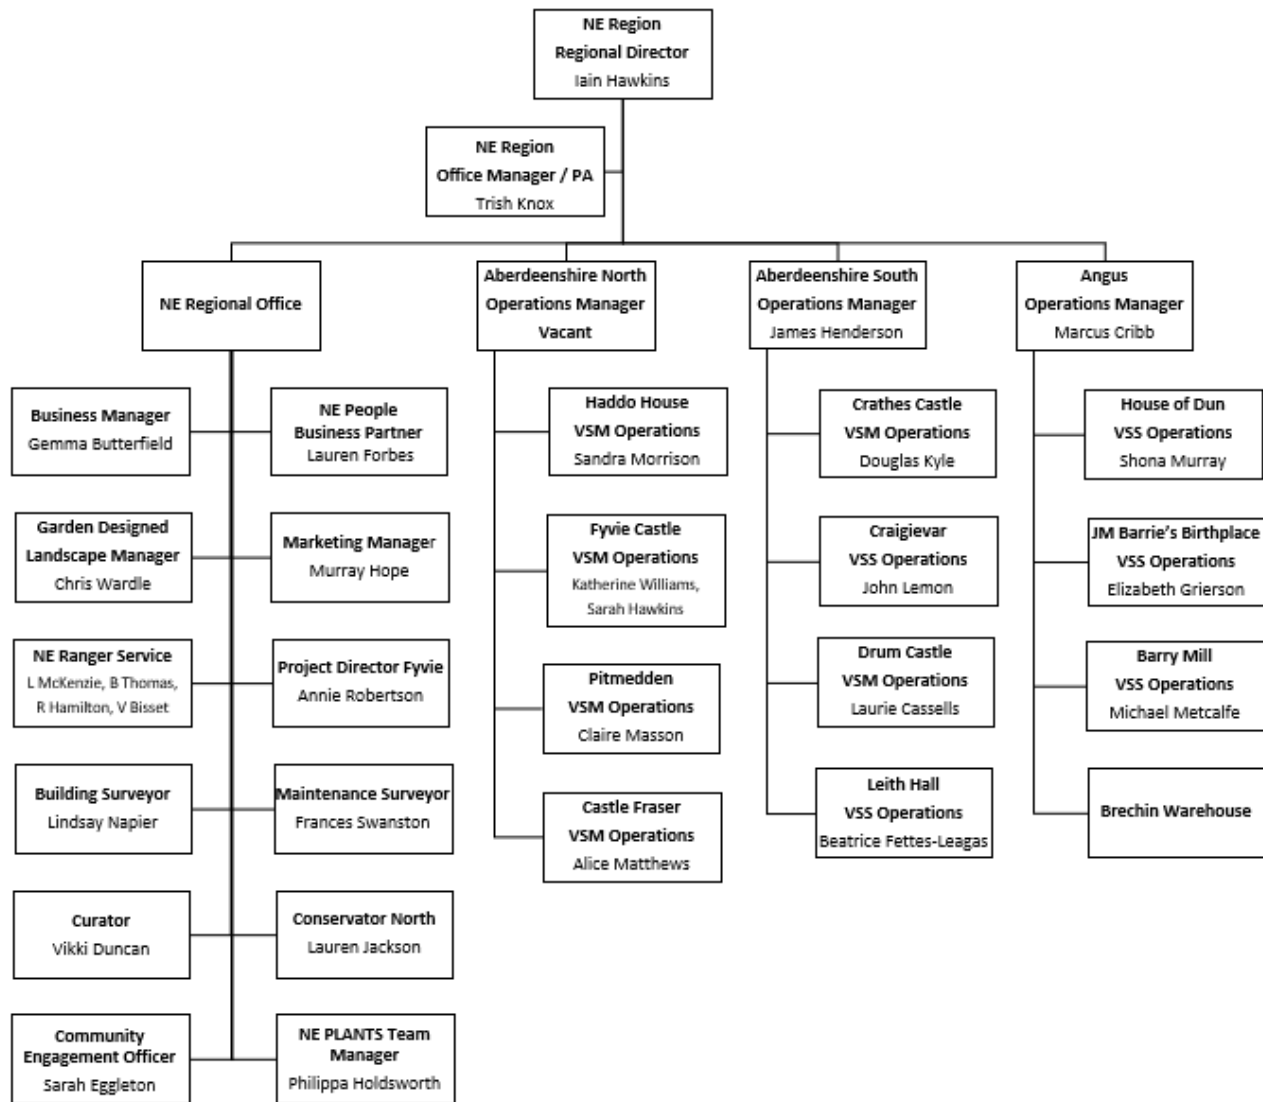 NE Region
Regional Director
Iain Hawkins
NE Region
Office Manager / PA
Trish Knox
NE Regional Office
Aberdeenshire North
Operations Manager
Vacant
Aberdeenshire South
Operations Manager
James Henderson
Angus
Operations Manager
Marcus Cribb
Business Manager
Gemma Butterfield
NE People
Business Partner
Lauren Forbes
Haddo House
VSM Operations
Sandra Morrison
Crathes Castle
VSM Operations
Douglas Kyle
House of Dun
VSS Operations
Shona Murray
Garden Designed
Landscape Manager
Chris Wardle
Marketing Manager
Murray Hope
Fyvie Castle
VSM Operations
Katherine Williams,
Sarah Hawkins
Craigievar
VSS Operations
John Lemon
JM Barrie's Birthplace
VSS Operations
Elizabeth Grierson
NE Ranger Service
L McKenzie, B Thomas,
R Hamilton, V Bisset
Project Director Fyvie
Annie Robertson
Pitmedden
VSM Operations
Claire Masson
Drum Castle
VSM Operations
Laurie Cassells
Barry Mill
VSS Operations
Michael Metcalfe
Building Surveyor
Lindsay Napier
Maintenance Surveyor
Frances Swanston
Castle Fraser
VSM Operations
Alice Matthews
Leith Hall
VSS Operations
Beatrice Fettes-Leagas
Brechin Warehouse
Curator
Vikki Duncan
Conservator North
Lauren Jackson
Community
Engagement Officer
Sarah Eggleton
NE PLANTS Team
Manager
Philippa Holdsworth